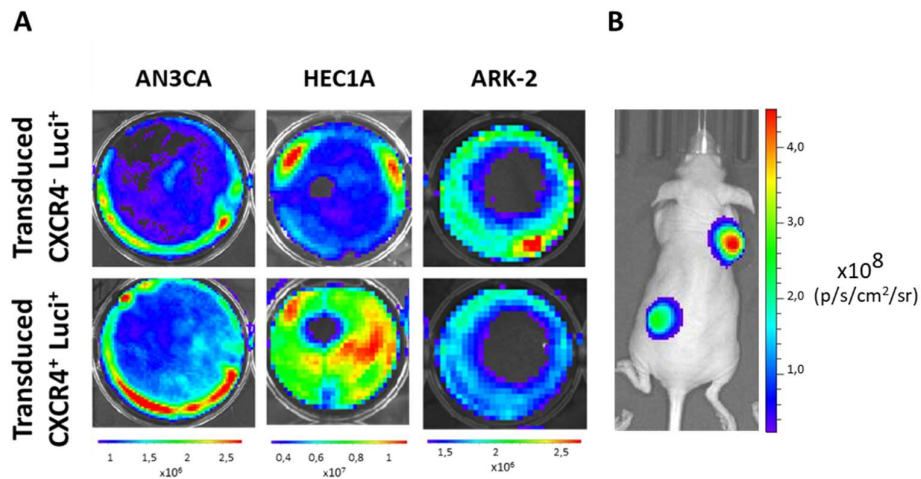 A
B
AN3CA
HEC1A
ARK-2
Transduced
CXCR4⁻ Luci⁺
Transduced
CXCR4⁺ Luci⁺
4,0
3,0
2,0
1,0
x10⁸
(p/s/cm²/sr)
1 1,5 2 2,5
x10⁶
0,4 0,6 0,8 1
x10⁷
1,5 2 2,5
x10⁶